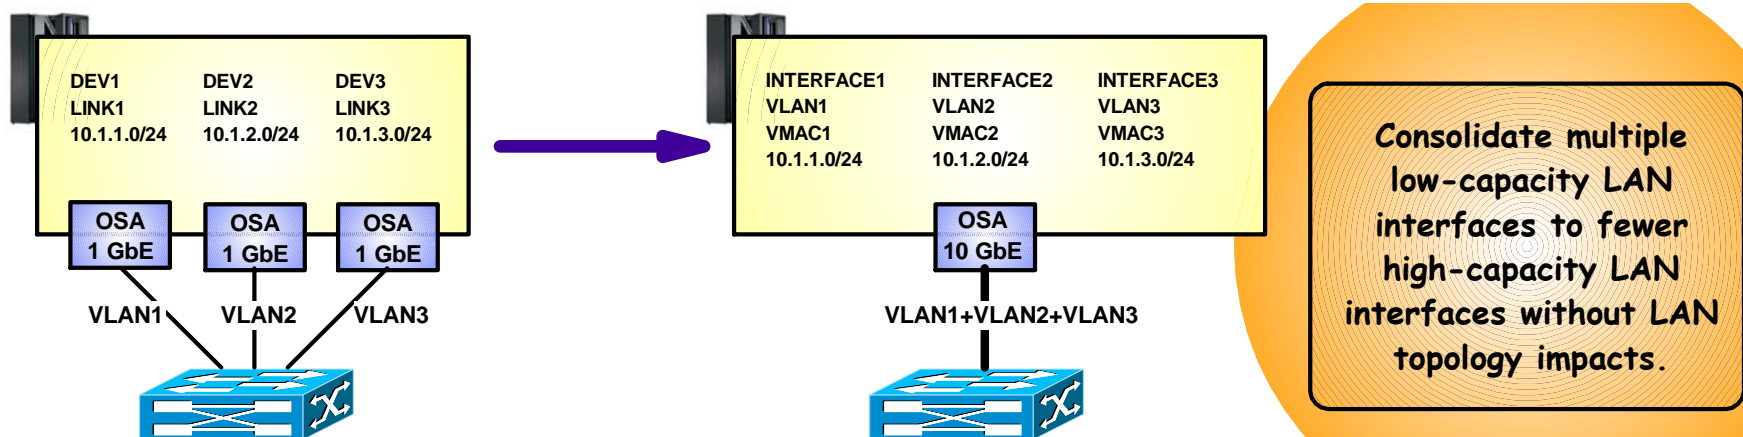 DEV1 DEV2 DEV3
LINK1 LINK2 LINK3
10.1.1.0/24 10.1.2.0/24 10.1.3.0/24
OSA OSA OSA
1 GbE 1 GbE 1 GbE
VLAN1 VLAN2 VLAN3
INTERFACE1 INTERFACE2 INTERFACE3
VLAN1 VLAN2 VLAN3
VMAC1 VMAC2 VMAC3
10.1.1.0/24 10.1.2.0/24 10.1.3.0/24
OSA
10 GbE
VLAN1+VLAN2+VLAN3
Consolidate multiple
low-capacity LAN
interfaces to fewer
high-capacity LAN
interfaces without LAN
topology impacts.